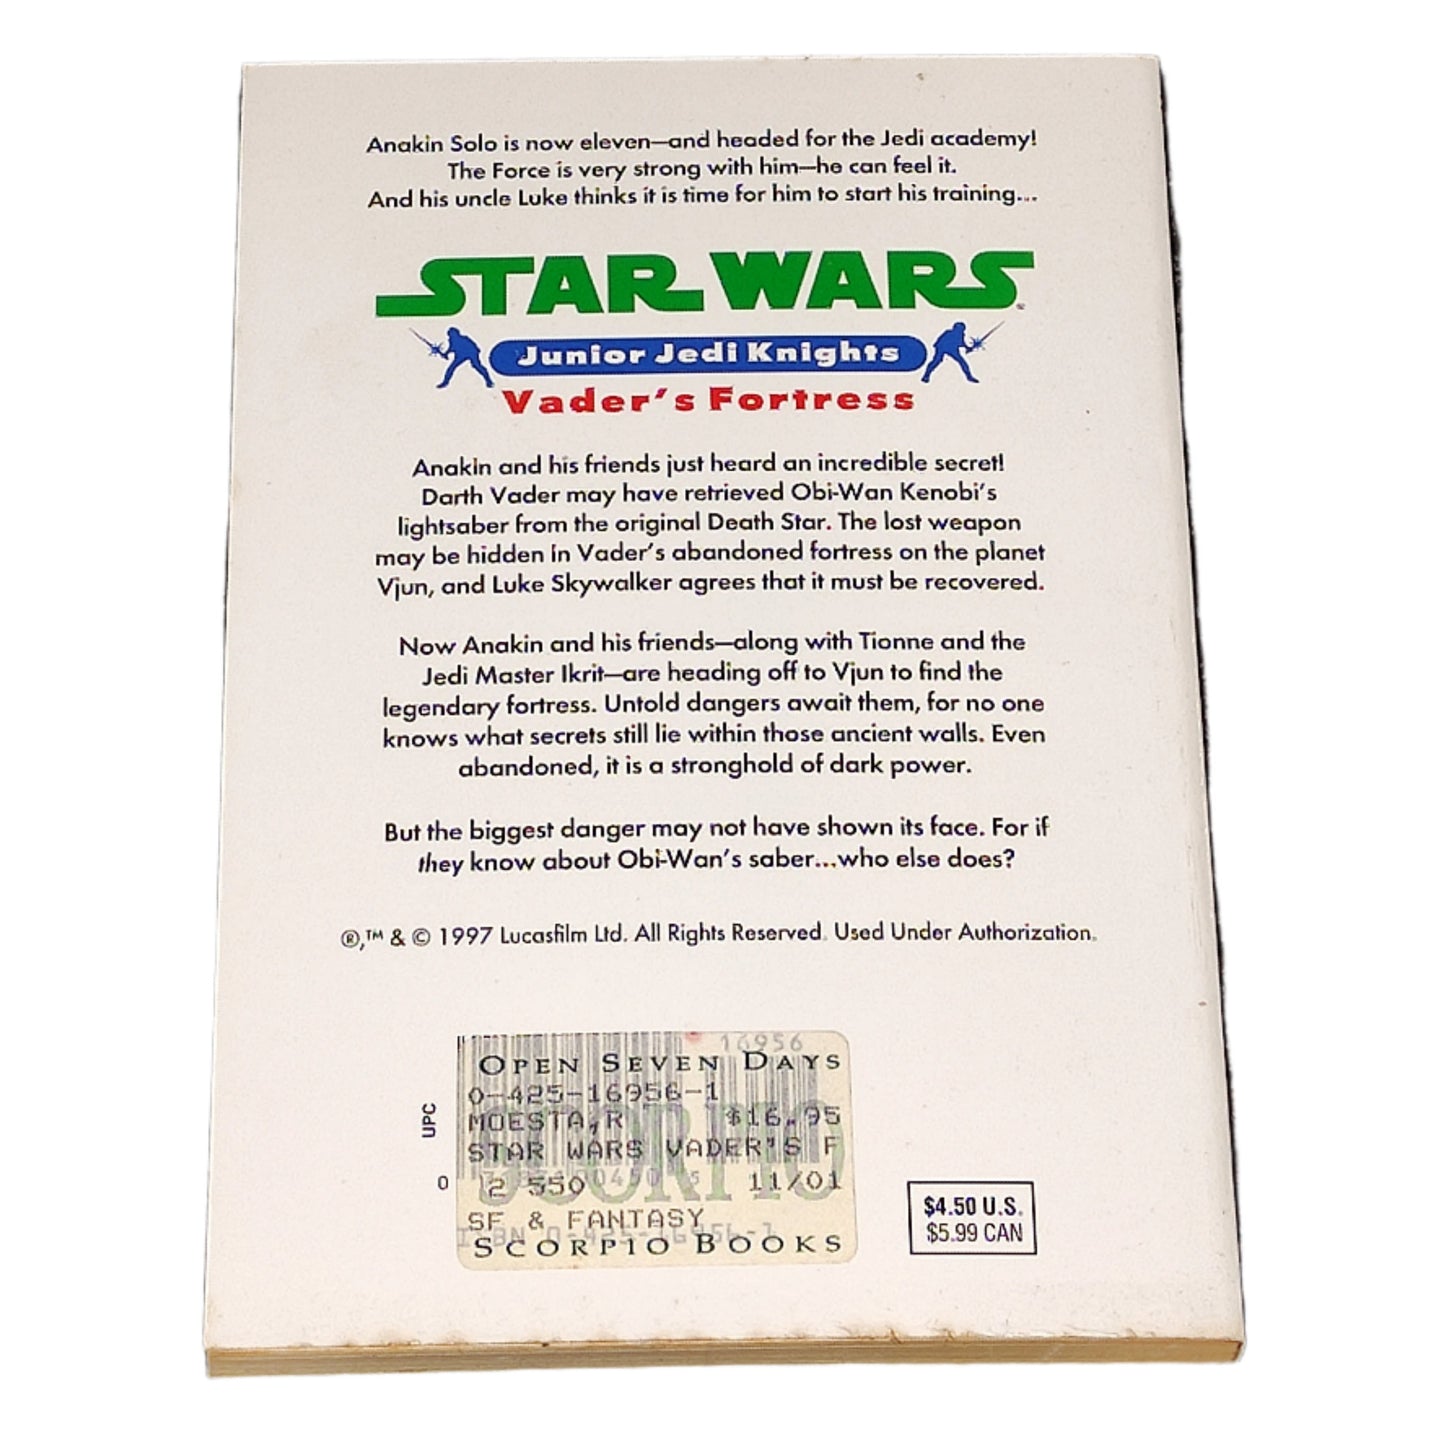 Anakin Solo is now eleven—and headed for the Jedi academy!
The Force is very strong with him—he can feel it.
And his uncle Luke thinks it is time for him to start his training...
STAR WARS
Junior Jedi Knights
Vader's Fortress
Anakin and his friends just heard an incredible secret!
Darth Vader may have retrieved Obi-Wan Kenobi's
lightsaber from the original Death Star. The lost weapon
may be hidden in Vader's abandoned fortress on the planet
Vjun, and Luke Skywalker agrees that it must be recovered.
Now Anakin and his friends—along with Tionne and the
Jedi Master Ikrit—are heading off to Vjun to find the
legendary fortress. Untold dangers await them, for no one
knows what secrets still lie within those ancient walls. Even
abandoned, it is a stronghold of dark power.
But the biggest danger may not have shown its face. For if
they know about Obi-Wan's saber...who else does?
®,™ & © 1997 Lucasfilm Ltd. All Rights Reserved. Used Under Authorization.
16956
OPEN SEVEN DAYS
0-425-16956-1
MOESTA,R $16.95
STAR WARS VADER'S F
2 550 11/01
SF & FANTASY
SCORPIO BOOKS
SCORPIO
ISBN 0-425-16956-1
UPC
0
$4.50 U.S.
$5.99 CAN